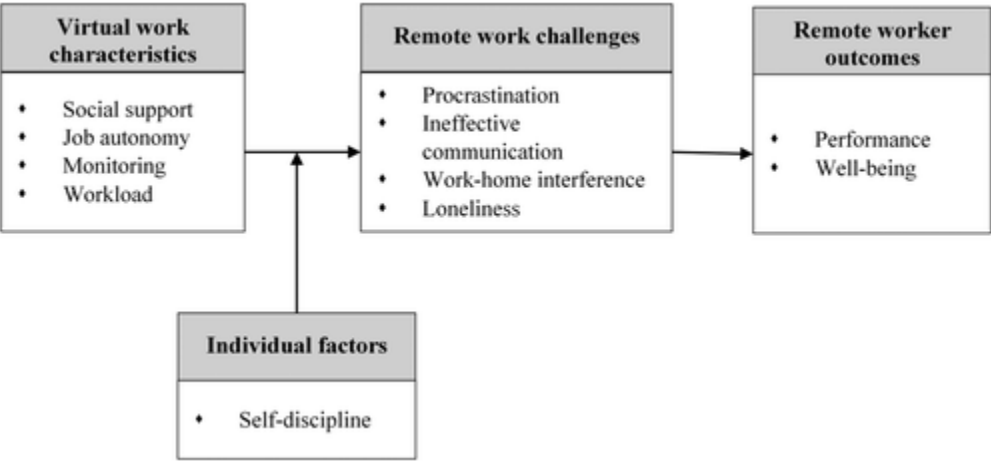 Virtual work
characteristics
♦ Social support
♦ Job autonomy
♦ Monitoring
♦ Workload
Remote work challenges
♦ Procrastination
♦ Ineffective
communication
♦ Work-home interference
♦ Loneliness
Remote worker
outcomes
♦ Performance
♦ Well-being
Individual factors
♦ Self-discipline